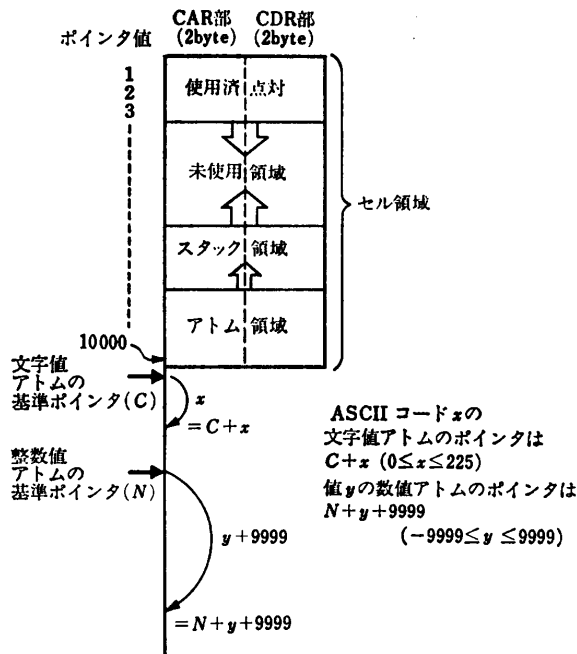 CAR部 CDR部
ポインタ値 (2byte) (2byte)
1
2
3
使用済 点対
未使用 領域
セル領域
スタック 領域
アトム 領域
10000
文字値
アトムの
基準ポインタ(C)
x
=C+x
ASCII コードxの
文字値アトムのポインタは
C+x (0≤x≤225)
整数値
アトムの
基準ポインタ(N)
値yの数値アトムのポインタは
N+y+9999
(-9999≤y≤9999)
y+9999
=N+y+9999